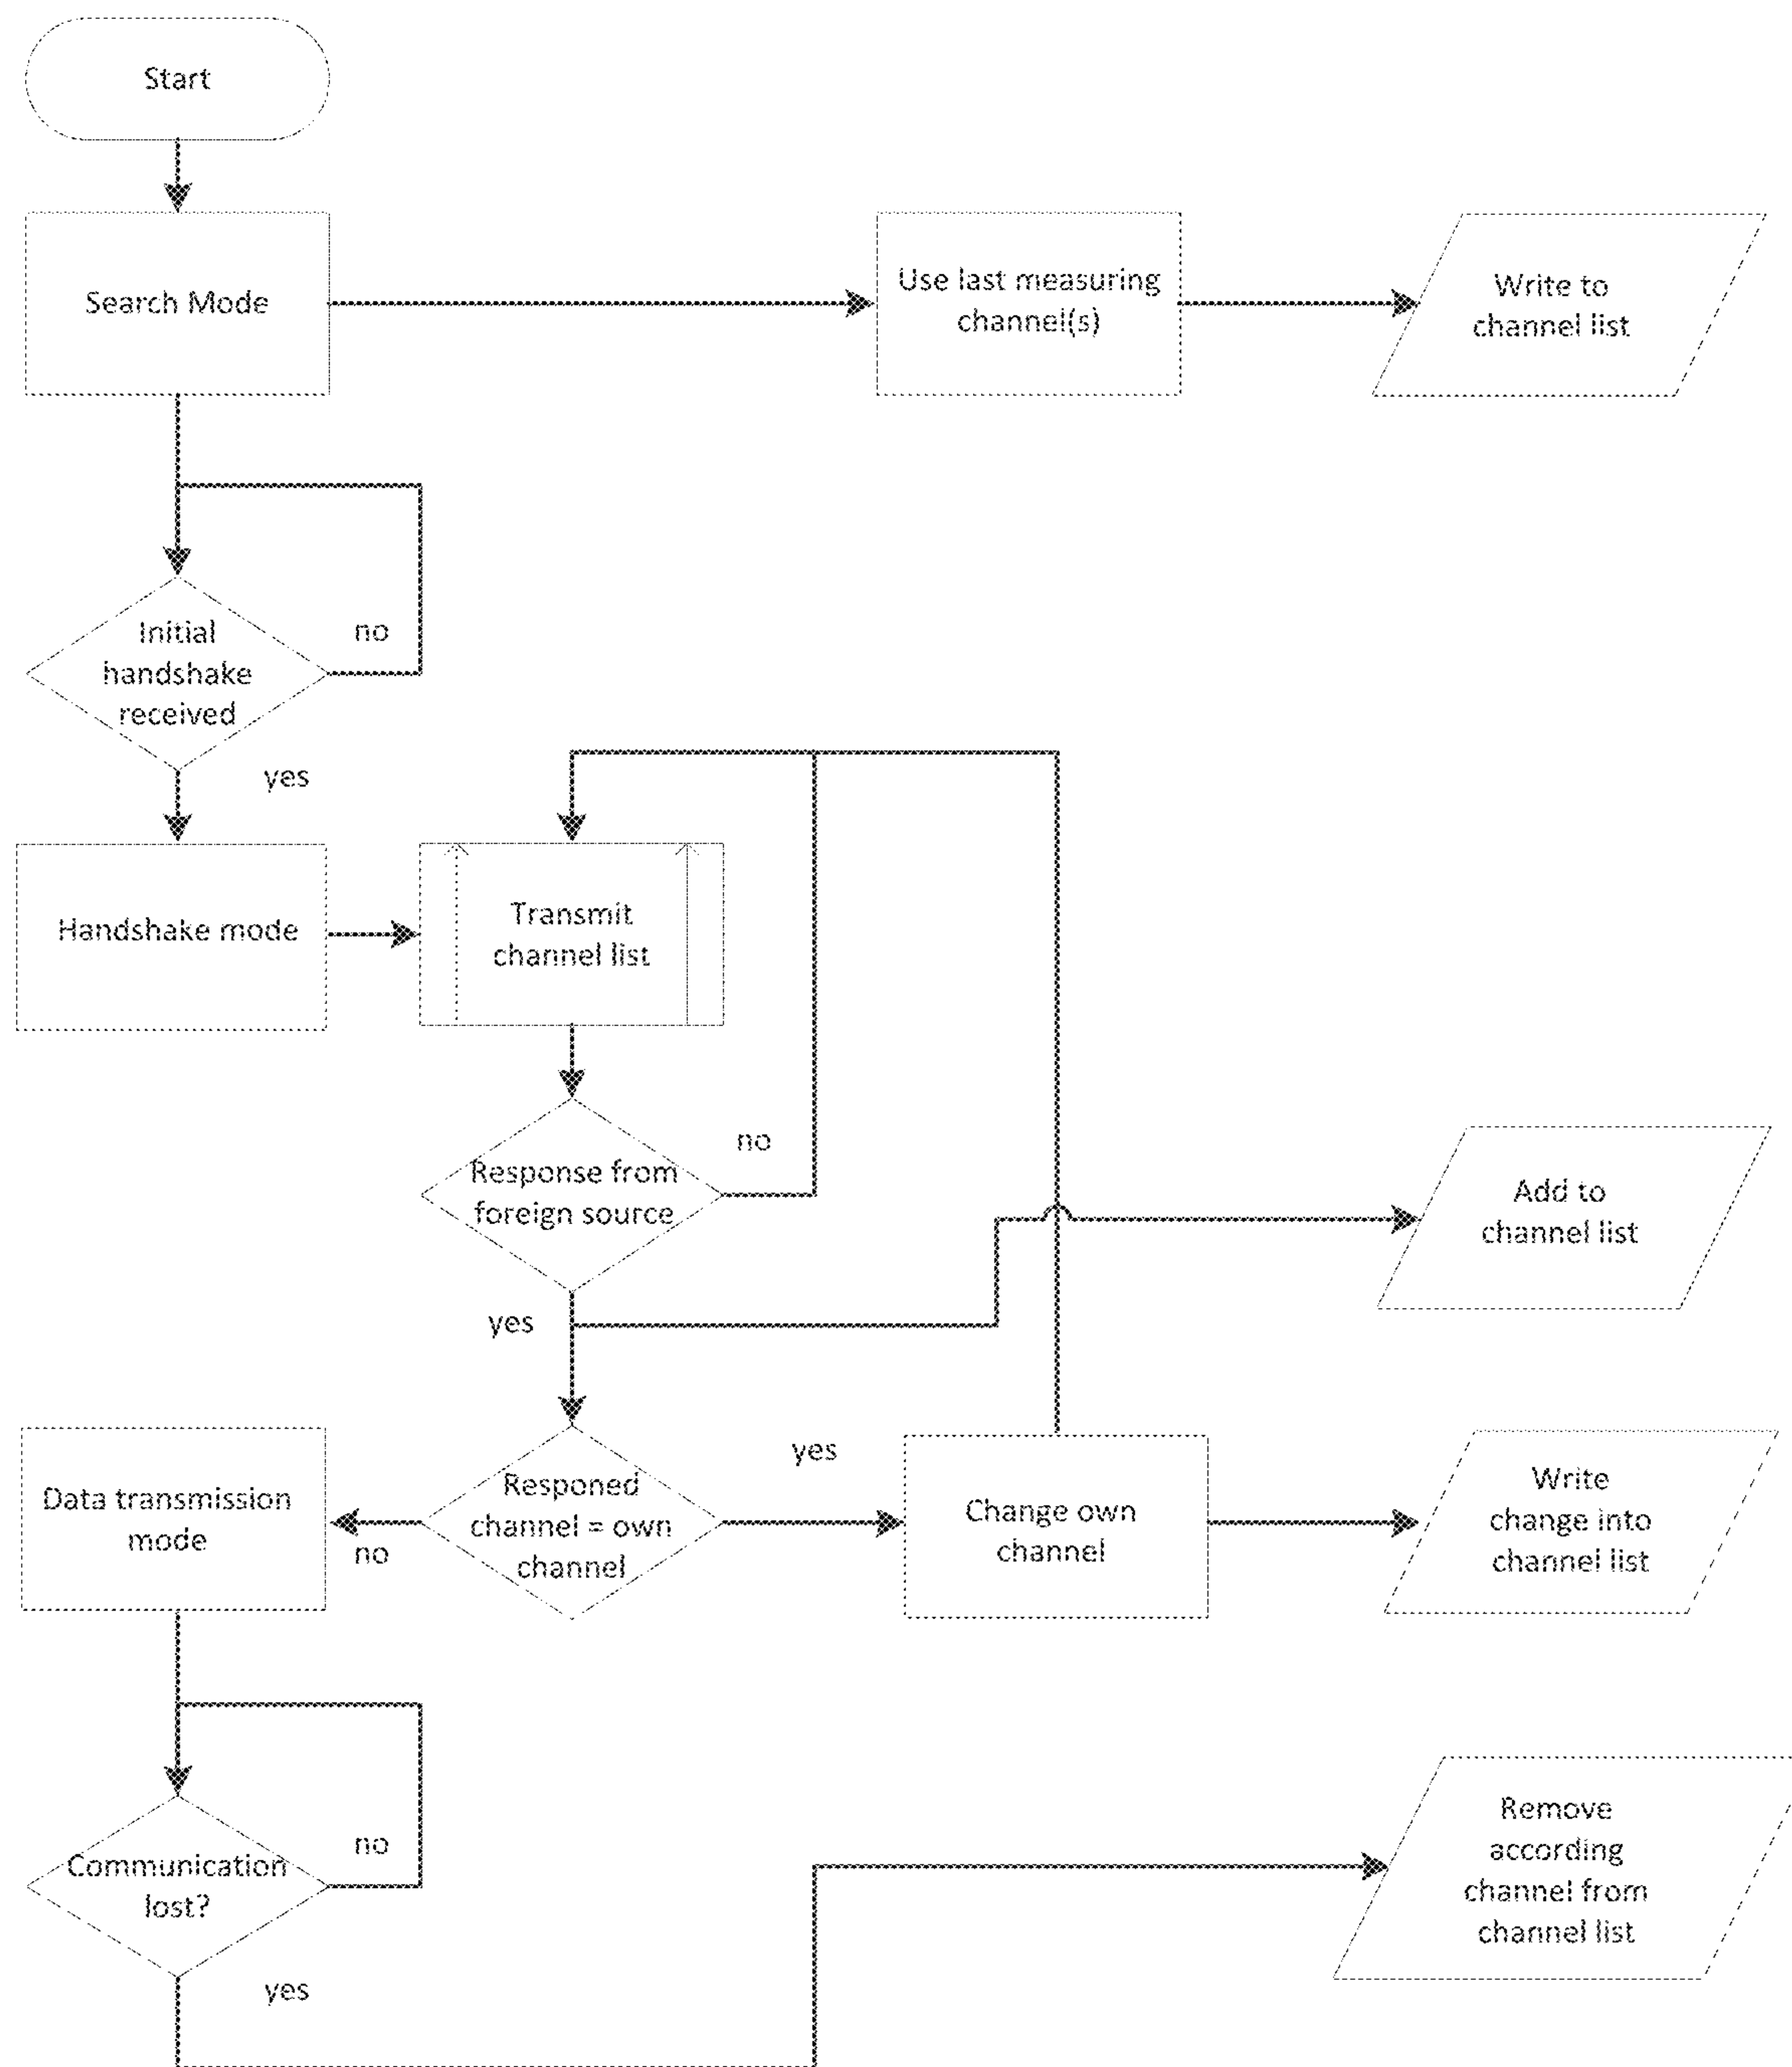 Start
Search Mode
Use last measuring
channel(s)
Write to
channel list
Initial
handshake
received
no
yes
Handshake mode
Transmit
channel list
Response from
foreign source
no
yes
Add to
channel list
Data transmission
mode
no
Responed
channel = own
channel
yes
Change own
channel
Write
change into
channel list
Communication
lost?
no
yes
Remove
according
channel from
channel list